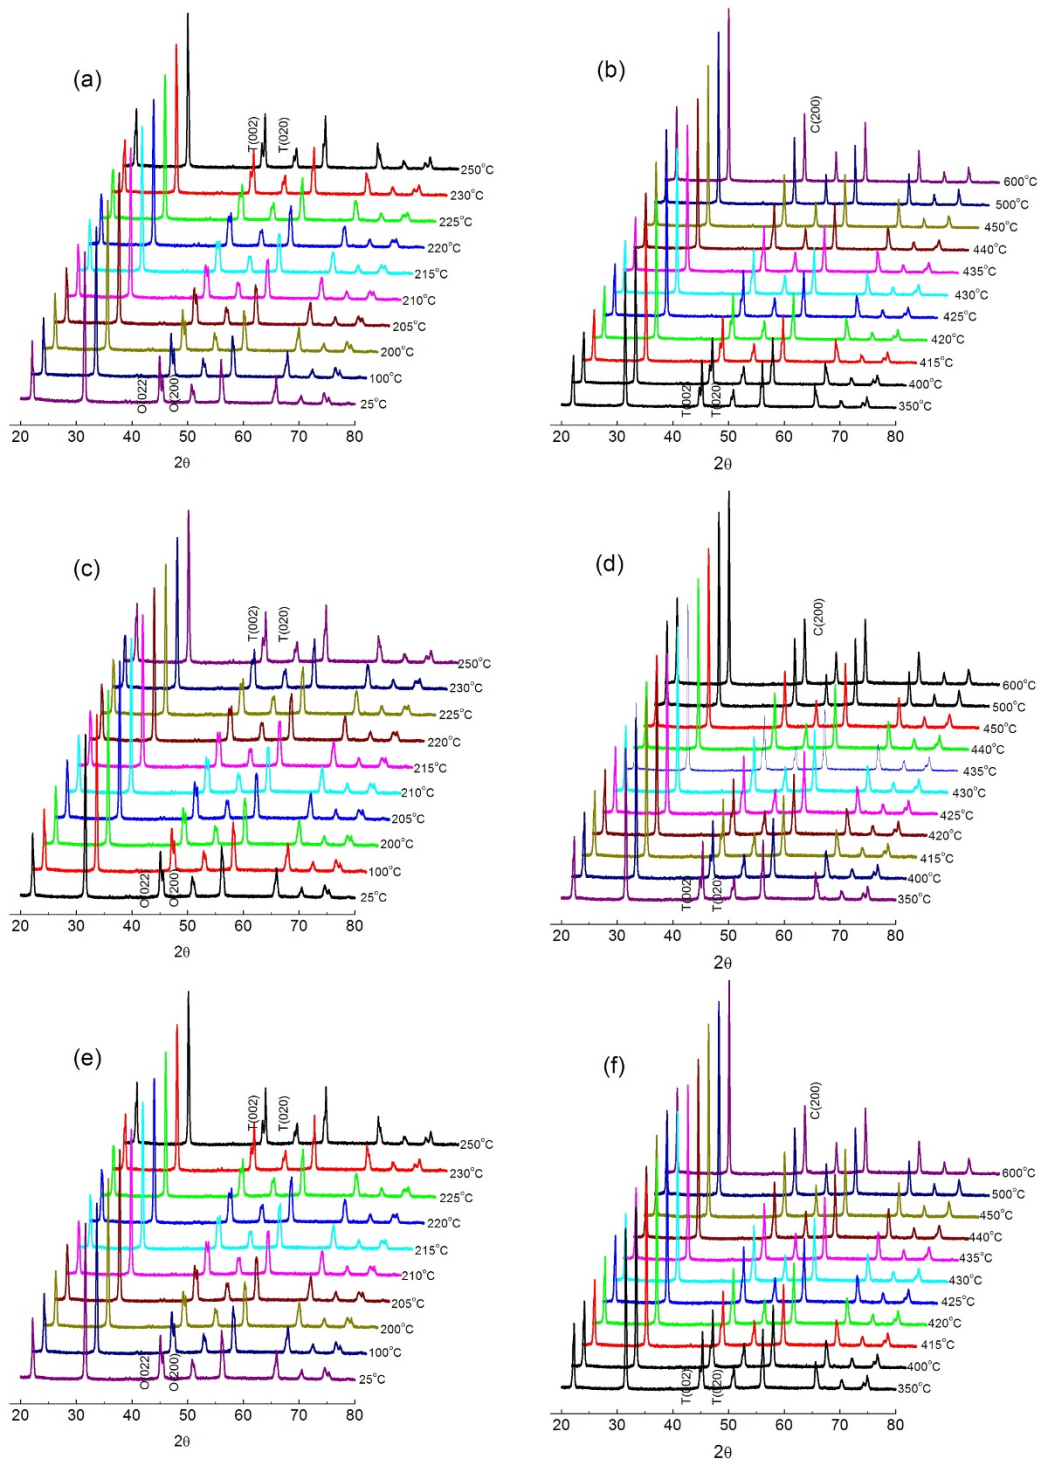 (a)
T(002)
T(020)
250°C
230°C
225°C
220°C
215°C
210°C
205°C
200°C
100°C
25°C
O(022)
O(200)
20 30 40 50 60 70 80
2θ
(b)
C(200)
600°C
500°C
450°C
440°C
435°C
430°C
425°C
420°C
415°C
400°C
350°C
T(002)
T(020)
20 30 40 50 60 70 80
2θ
(c)
T(002)
T(020)
250°C
230°C
225°C
220°C
215°C
210°C
205°C
200°C
100°C
25°C
O(022)
O(200)
20 30 40 50 60 70 80
2θ
(d)
C(200)
600°C
500°C
450°C
440°C
435°C
430°C
425°C
420°C
415°C
400°C
350°C
T(002)
T(020)
20 30 40 50 60 70 80
2θ
(e)
T(002)
T(020)
250°C
230°C
225°C
220°C
215°C
210°C
205°C
200°C
100°C
25°C
O(022)
O(200)
20 30 40 50 60 70 80
2θ
(f)
C(200)
600°C
500°C
450°C
440°C
435°C
430°C
425°C
420°C
415°C
400°C
350°C
T(002)
T(020)
20 30 40 50 60 70 80
2θ